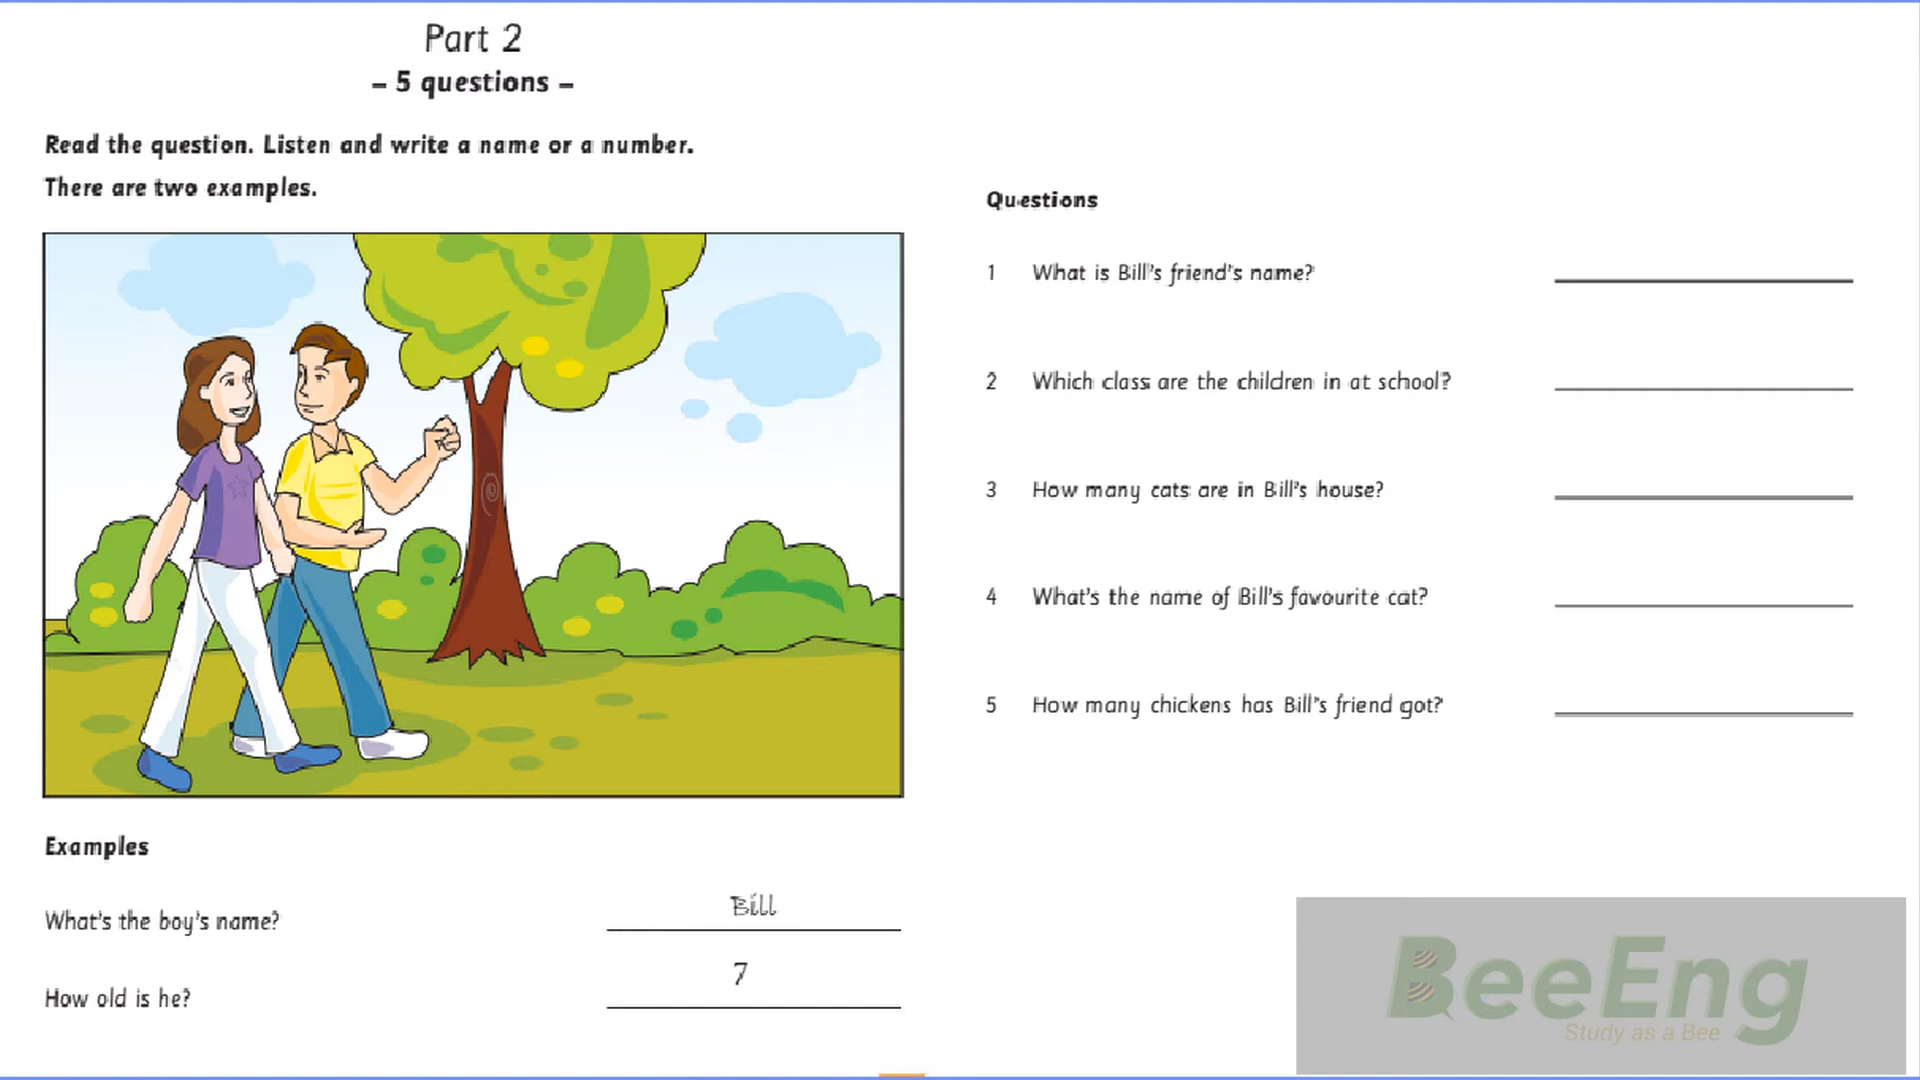 Part 2
– 5 questions –
Read the question. Listen and write a name or a number.
There are two examples.
Examples
What's the boy's name? Bill
How old is he? 7
Questions
1 What is Bill's friend's name?
2 Which class are the children in at school?
3 How many cats are in Bill's house?
4 What's the name of Bill's favourite cat?
5 How many chickens has Bill's friend got?
BeeEng
Study as a Bee